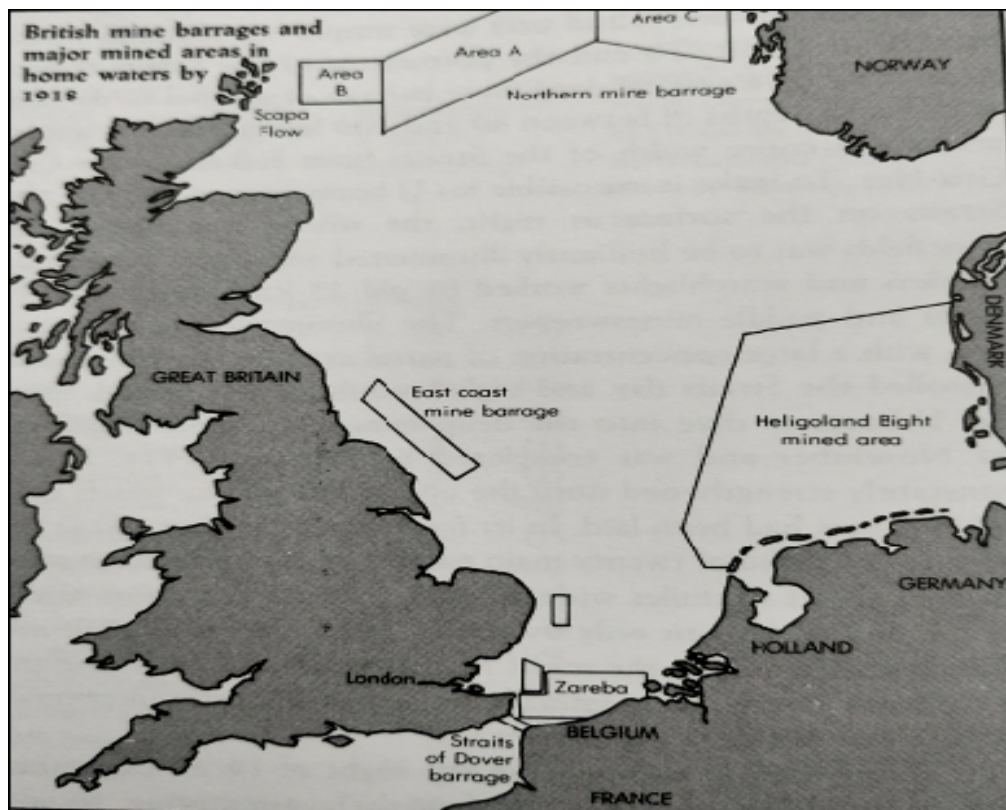 British mine barrages and
major mined areas in
home waters by
1918
Area C
Area A
Area
B
NORWAY
Northern mine barrage
Scapa
Flow
DENMARK
GREAT BRITAIN
East coast
mine barrage
Heligoland Bight
mined area
GERMANY
HOLLAND
London
Zareba
BELGIUM
Straits
of Dover
barrage
FRANCE